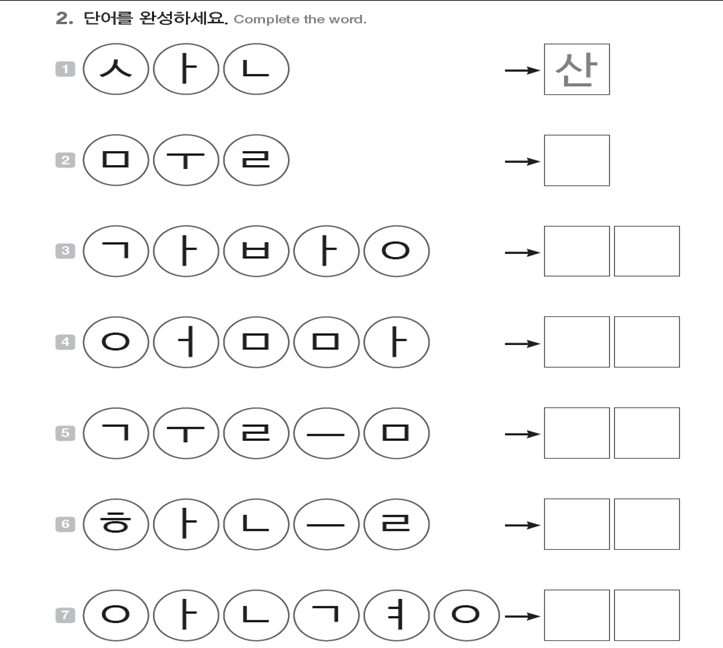 2. 단어를 완성하세요. Complete the word.
1 ㅅ ㅏ ㄴ → 산
2 ㅁ ㅜ ㄹ →
3 ㄱ ㅏ ㅂ ㅏ ㅇ →
4 ㅇ ㅓ ㅁ ㅁ ㅏ →
5 ㄱ ㅜ ㄹ ㅡ ㅁ →
6 ㅎ ㅏ ㄴ ㅡ ㄹ →
7 ㅇ ㅏ ㄴ ㄱ ㅕ ㅇ →